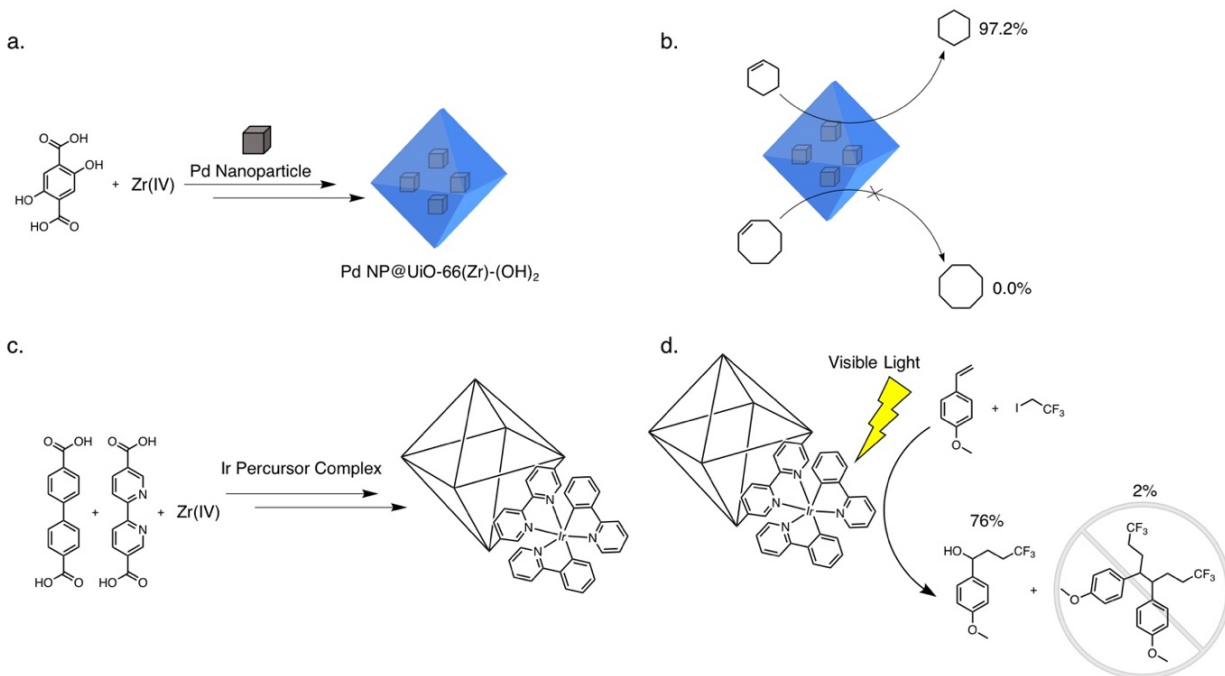 a.
O
OH
OH
HO
HO
O
+ Zr(IV)
Pd Nanoparticle
Pd NP@UiO-66(Zr)-(OH)2
b.
97.2%
0.0%
c.
O
OH
HO
O
+
O
OH
N
N
HO
O
+ Zr(IV)
Ir Percursor Complex
N
N
Ir
N
N
d.
Visible Light
O
+
I
CF3
N
N
Ir
N
N
76%
HO
CF3
O
+
2%
CF3
CF3
O
O